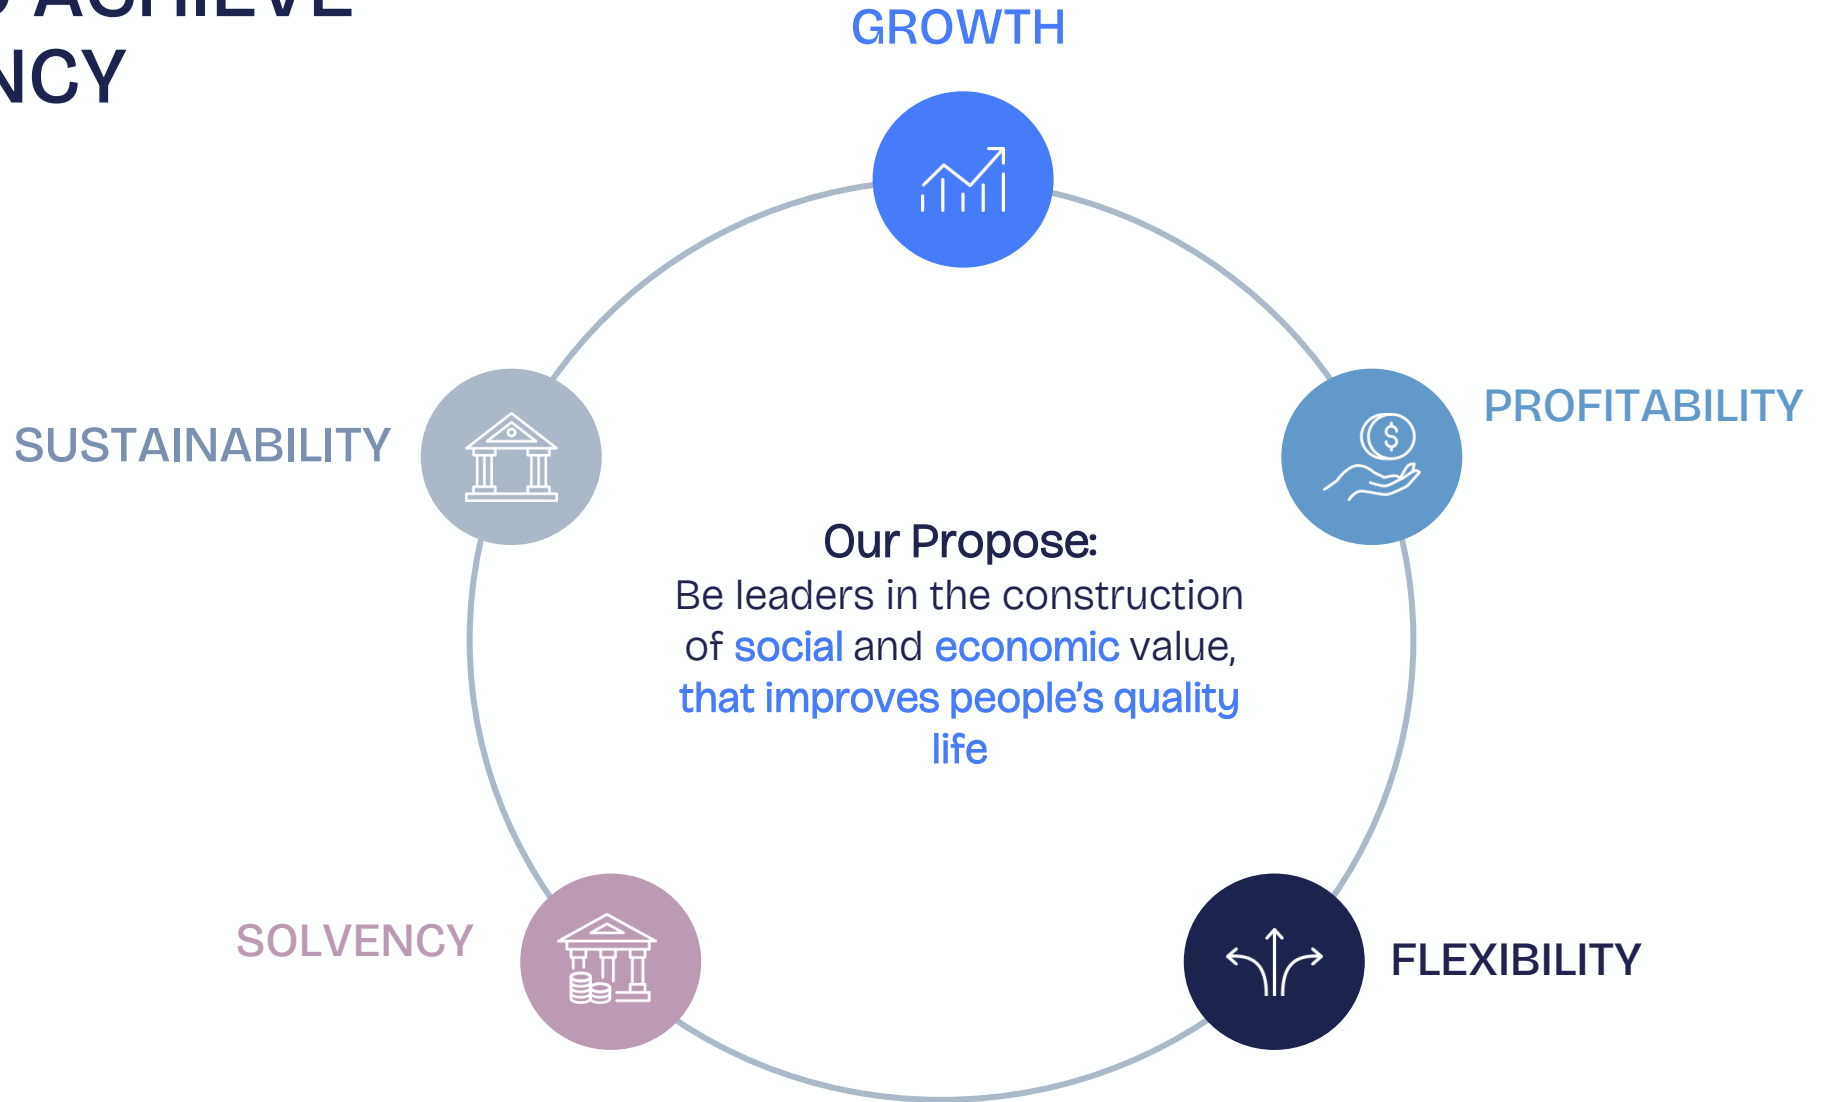 ACHIEVE
NCY
GROWTH
PROFITABILITY
SUSTAINABILITY
Our Propose:
Be leaders in the construction
of social and economic value,
that improves people's quality
life
SOLVENCY
FLEXIBILITY